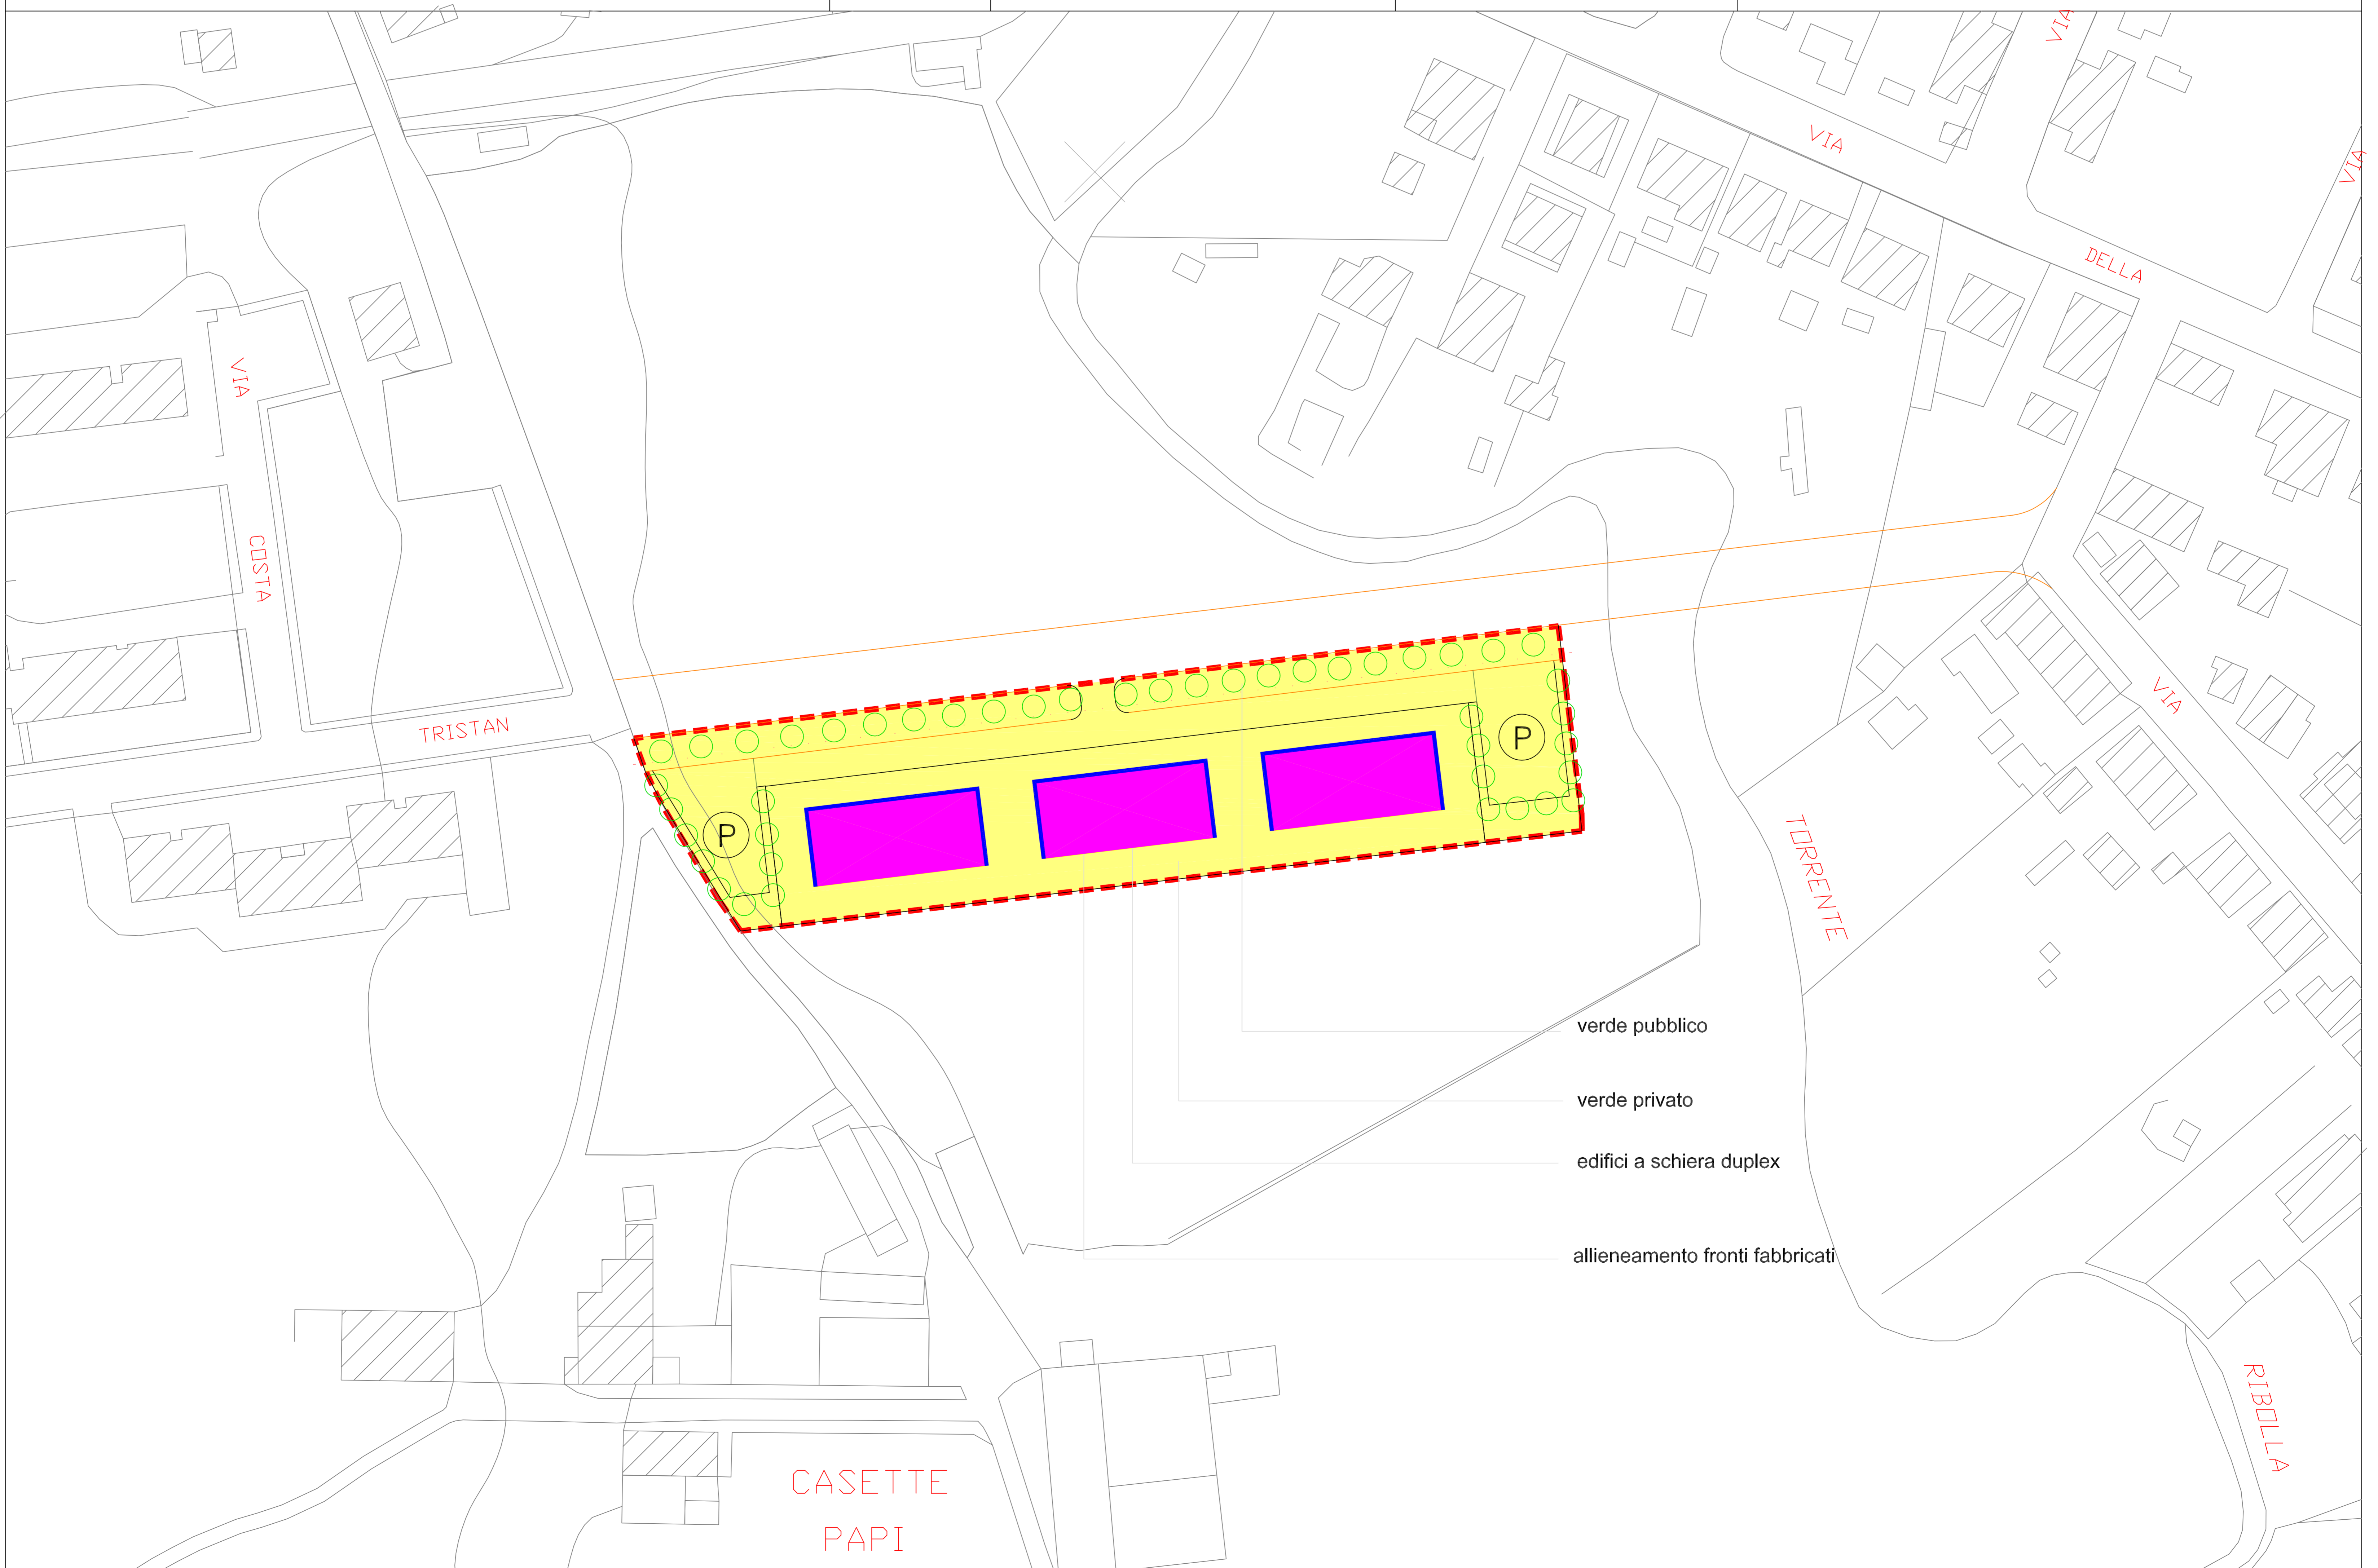 VIA
VIA
VIA
DELLA
VIA
COSTA
TRISTAN
VIA
P
P
TORRENTE
verde pubblico
verde privato
edifici a schiera duplex
allieneamento fronti fabbricati
RIBOLLA
CASETTE
PAPI